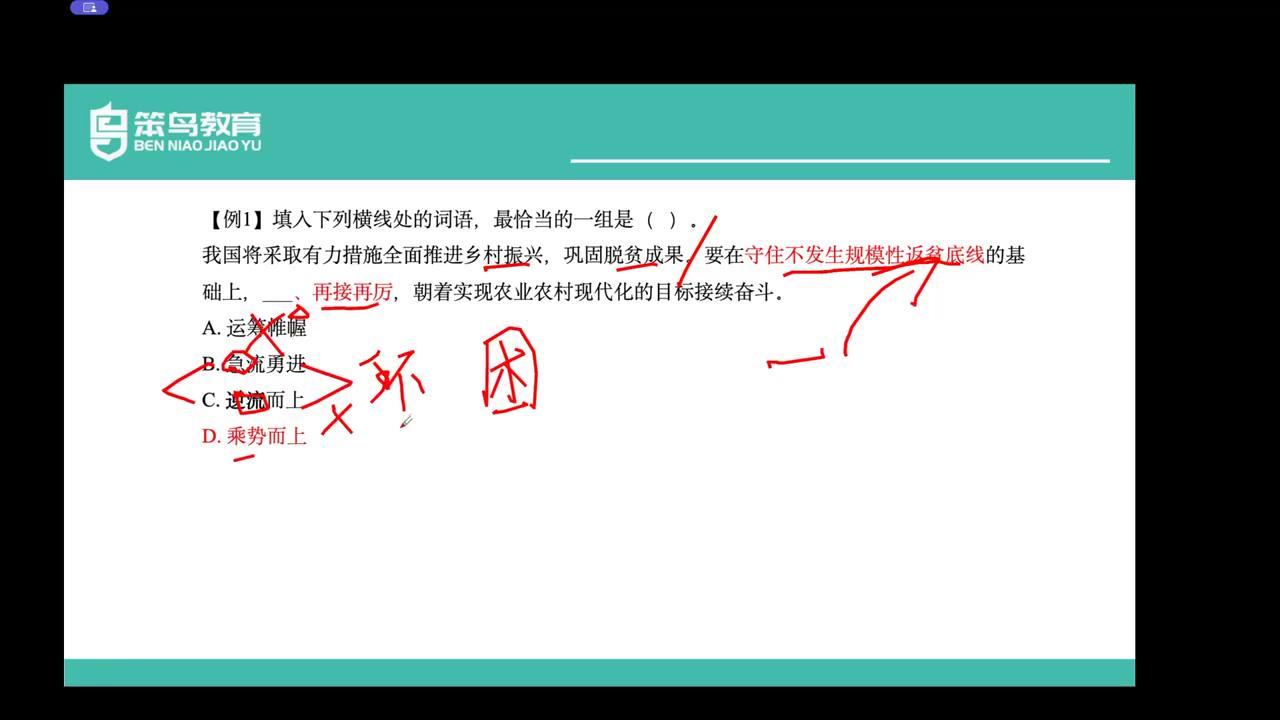 笨鸟教育
BEN NIAO JIAO YU
【例1】填入下列横线处的词语，最恰当的一组是（ ）。
我国将采取有力措施全面推进乡村振兴，巩固脱贫成果。要在守住不发生规模性返贫底线的基
础上，___、再接再厉，朝着实现农业农村现代化的目标接续奋斗。
A. 运筹帷幄
B. 急流勇进
C. 逆流而上
D. 乘势而上
困